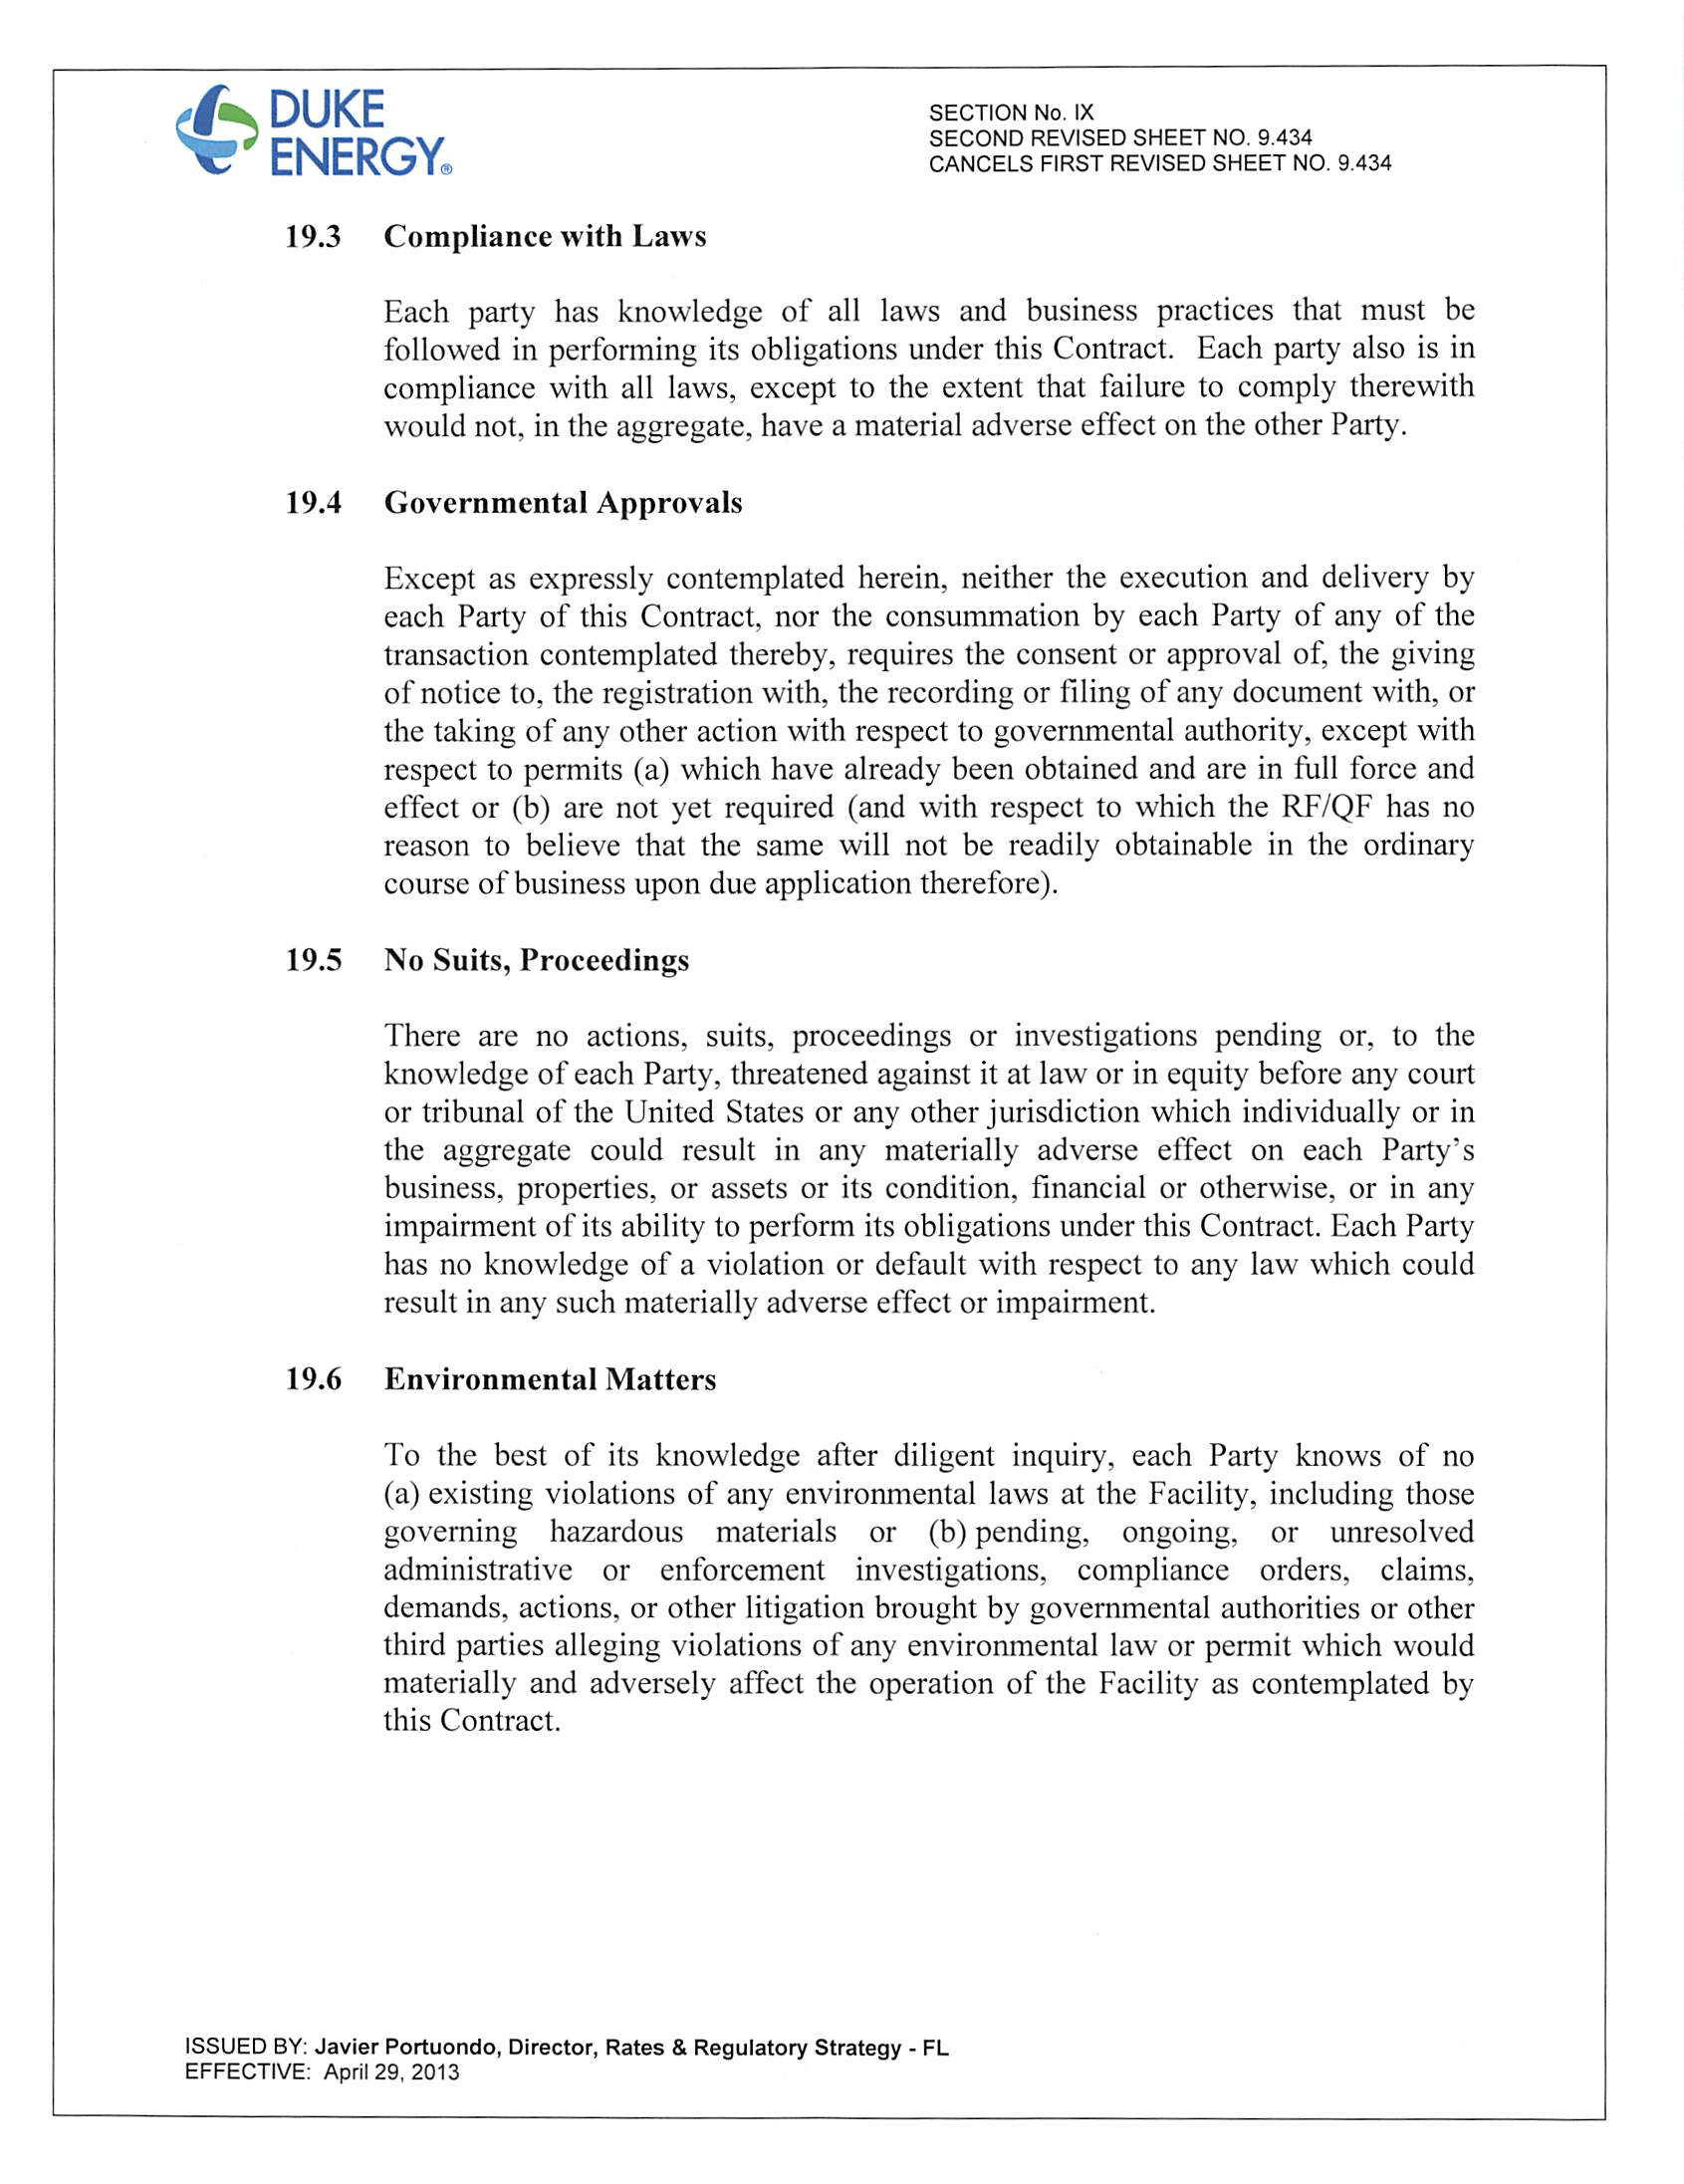 DUKE
ENERGY®
SECTION No. IX
SECOND REVISED SHEET NO. 9.434
CANCELS FIRST REVISED SHEET NO. 9.434
19.3 Compliance with Laws
Each party has knowledge of all laws and business practices that must be
followed in performing its obligations under this Contract. Each party also is in
compliance with all laws, except to the extent that failure to comply therewith
would not, in the aggregate, have a material adverse effect on the other Party.
19.4 Governmental Approvals
Except as expressly contemplated herein, neither the execution and delivery by
each Party of this Contract, nor the consummation by each Party of any of the
transaction contemplated thereby, requires the consent or approval of, the giving
of notice to, the registration with, the recording or filing of any document with, or
the taking of any other action with respect to governmental authority, except with
respect to permits (a) which have already been obtained and are in full force and
effect or (b) are not yet required (and with respect to which the RF/QF has no
reason to believe that the same will not be readily obtainable in the ordinary
course of business upon due application therefore).
19.5 No Suits, Proceedings
There are no actions, suits, proceedings or investigations pending or, to the
knowledge of each Party, threatened against it at law or in equity before any court
or tribunal of the United States or any other jurisdiction which individually or in
the aggregate could result in any materially adverse effect on each Party's
business, properties, or assets or its condition, financial or otherwise, or in any
impairment of its ability to perform its obligations under this Contract. Each Party
has no knowledge of a violation or default with respect to any law which could
result in any such materially adverse effect or impairment.
19.6 Environmental Matters
To the best of its knowledge after diligent inquiry, each Party knows of no
(a) existing violations of any environmental laws at the Facility, including those
governing hazardous materials or (b) pending, ongoing, or unresolved
administrative or enforcement investigations, compliance orders, claims,
demands, actions, or other litigation brought by governmental authorities or other
third parties alleging violations of any environmental law or permit which would
materially and adversely affect the operation of the Facility as contemplated by
this Contract.
ISSUED BY: Javier Portuondo, Director, Rates & Regulatory Strategy - FL
EFFECTIVE: April 29, 2013